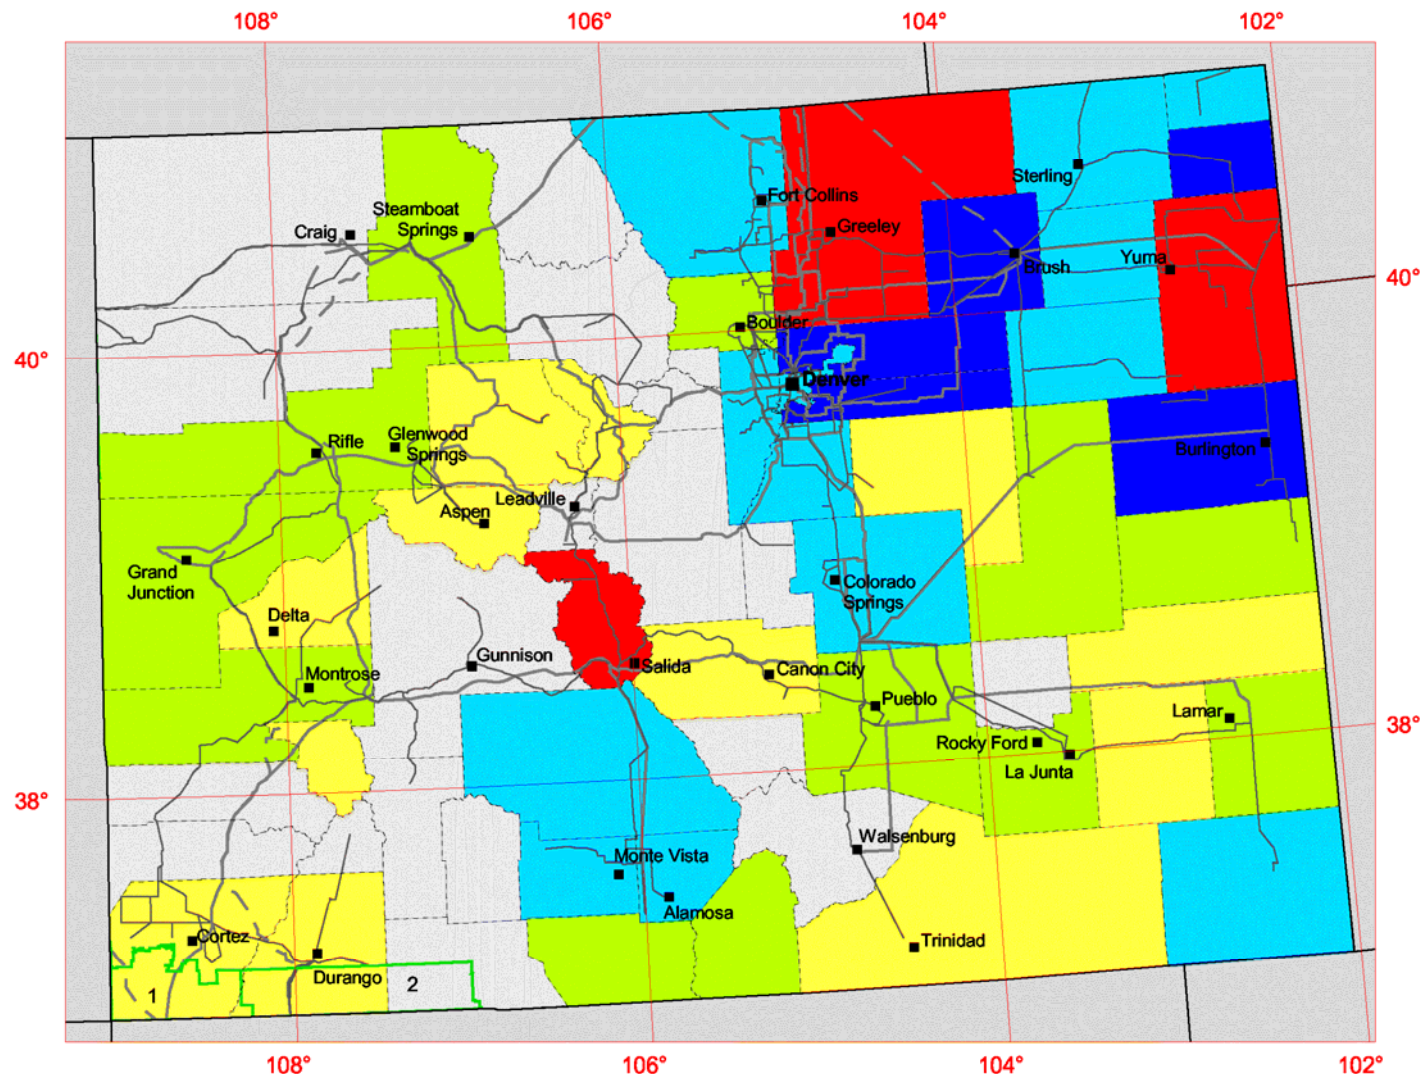 108°
106°
104°
102°
Steamboat
Springs
Craig
Fort Collins
Greeley
Sterling
Brush
Yuma
40°
40°
Boulder
Denver
Rifle
Glenwood
Springs
Burlington
Leadville
Aspen
Grand
Junction
Colorado
Springs
Delta
Gunnison
Salida
Canon City
Montrose
Pueblo
Lamar
Rocky Ford
La Junta
38°
38°
Walsenburg
Monte Vista
Alamosa
Cortez
Trinidad
Durango
1
2
108°
106°
104°
102°